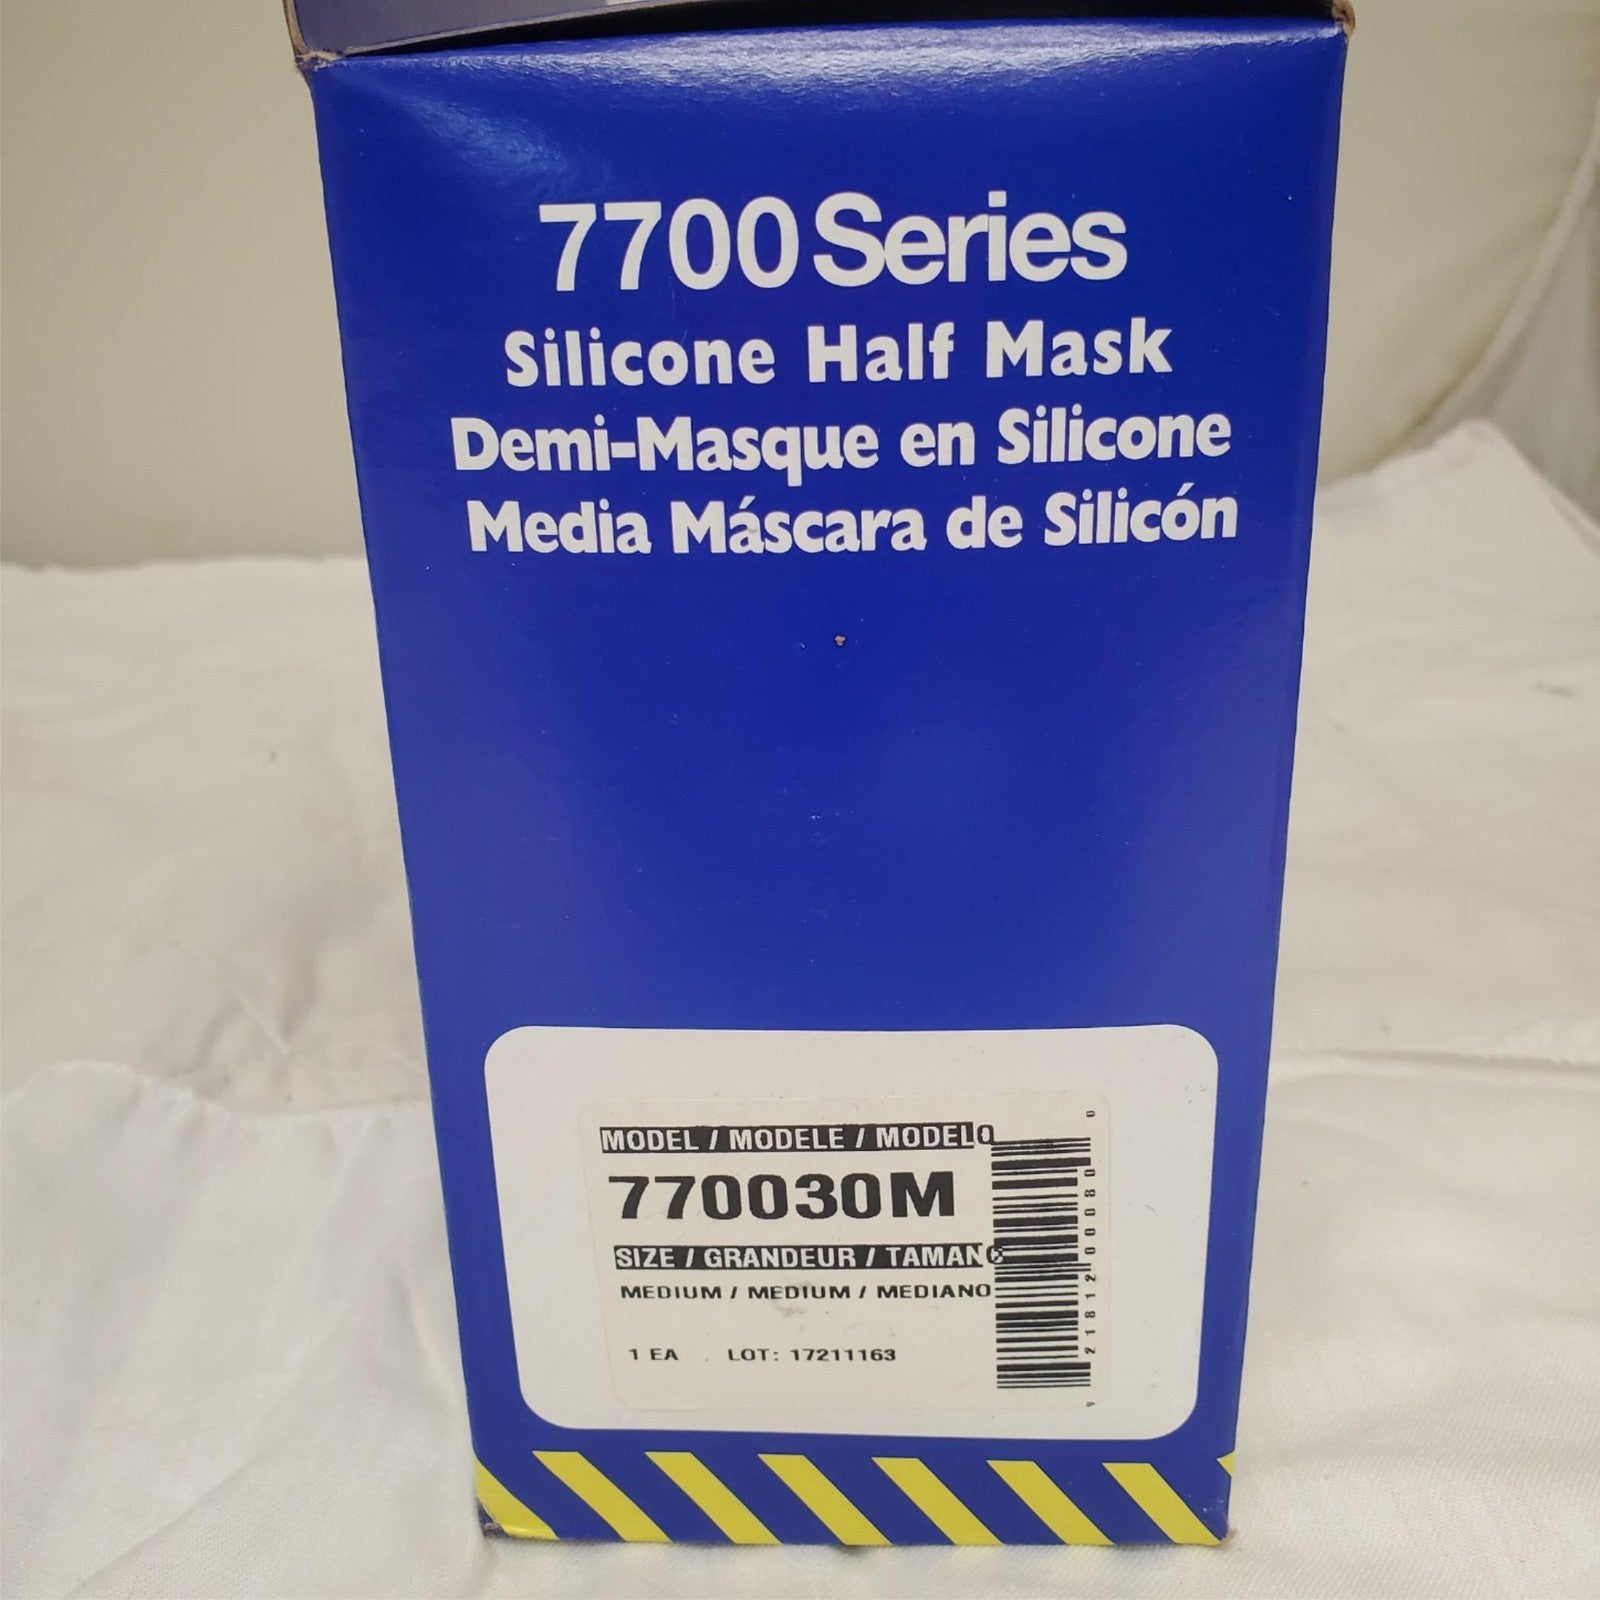 7700 Series
Silicone Half Mask
Demi-Masque en Silicone
Media Máscara de Silicón
MODEL / MODELE / MODELO
770030M
SIZE / GRANDEUR / TAMANO
MEDIUM / MEDIUM / MEDIANO
1 EA LOT: 17211163